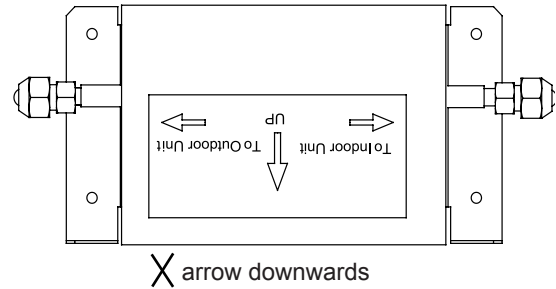 UP
To Outdoor Unit
To Indoor Unit
X arrow downwards